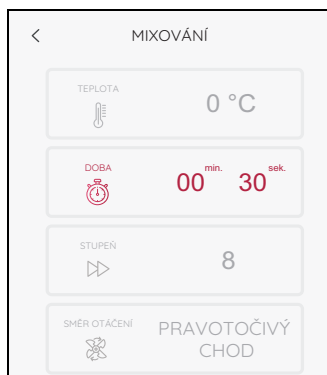 MIXOVÁNÍ
TEPLOTA
0 °C
DOBA
00 min. 30 sek.
STUPEŇ
8
SMĚR OTÁČENÍ
PRAVOTOČIVÝ
CHOD